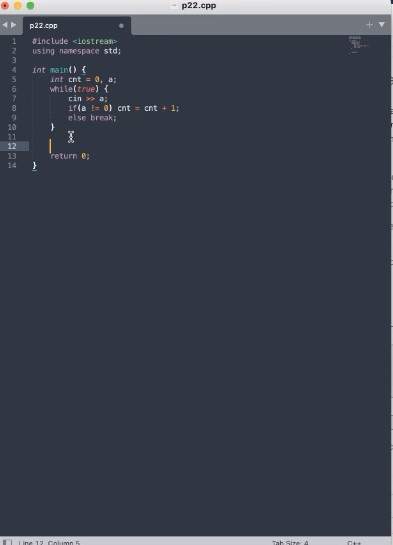 p22.cpp
p22.cpp
1 #include <iostream>
2 using namespace std;
3
4 int main() {
5 int cnt = 0, a;
6 while(true) {
7 cin >> a;
8 if(a != 0) cnt = cnt + 1;
9 else break;
10 }
11
12
13 return 0;
14 }
Line 12, Column 5 Tab Size: 4 C++